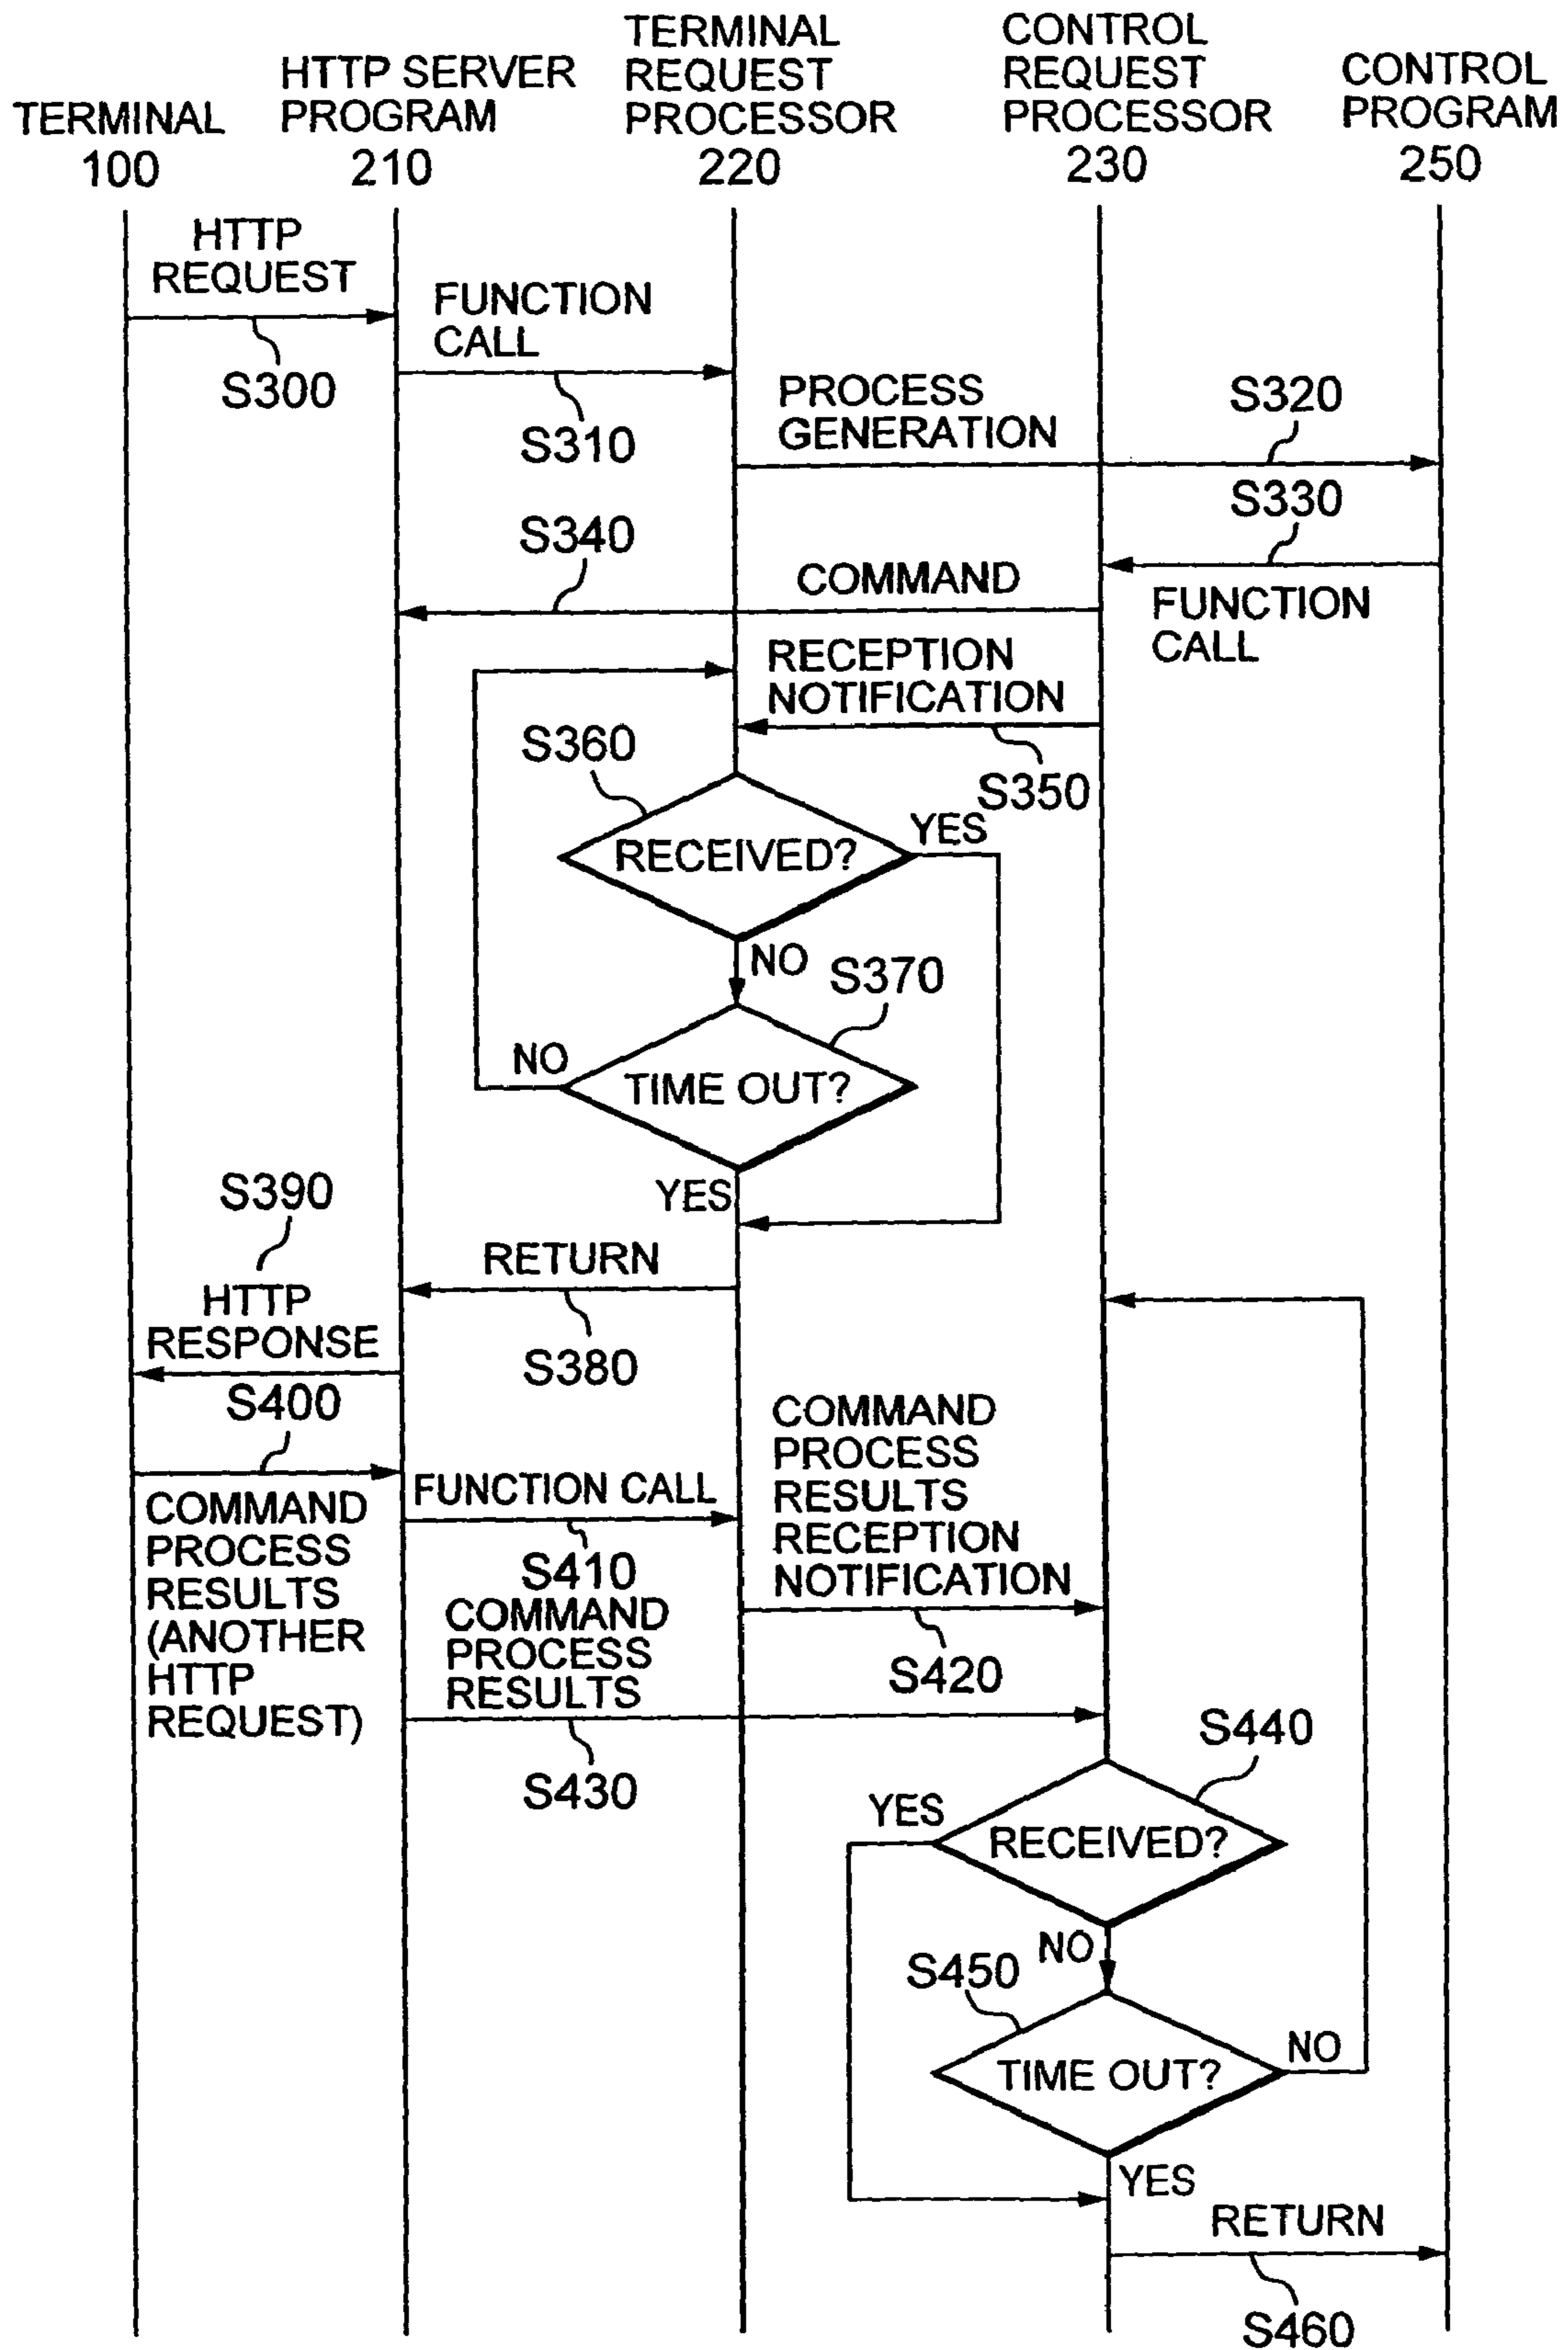 TERMINAL
100
HTTP SERVER
PROGRAM
210
TERMINAL
REQUEST
PROCESSOR
220
CONTROL
REQUEST
PROCESSOR
230
CONTROL
PROGRAM
250
HTTP
REQUEST
S300
FUNCTION
CALL
S310
PROCESS
GENERATION
S320
S330
FUNCTION
CALL
S340
COMMAND
RECEPTION
NOTIFICATION
S350
S360
RECEIVED?
YES
NO
S370
TIME OUT?
NO
YES
RETURN
S380
S390
HTTP
RESPONSE
S400
COMMAND
PROCESS
RESULTS
(ANOTHER
HTTP
REQUEST)
FUNCTION CALL
S410
COMMAND
PROCESS
RESULTS
RECEPTION
NOTIFICATION
S420
COMMAND
PROCESS
RESULTS
S430
S440
RECEIVED?
YES
NO
S450
TIME OUT?
NO
YES
RETURN
S460